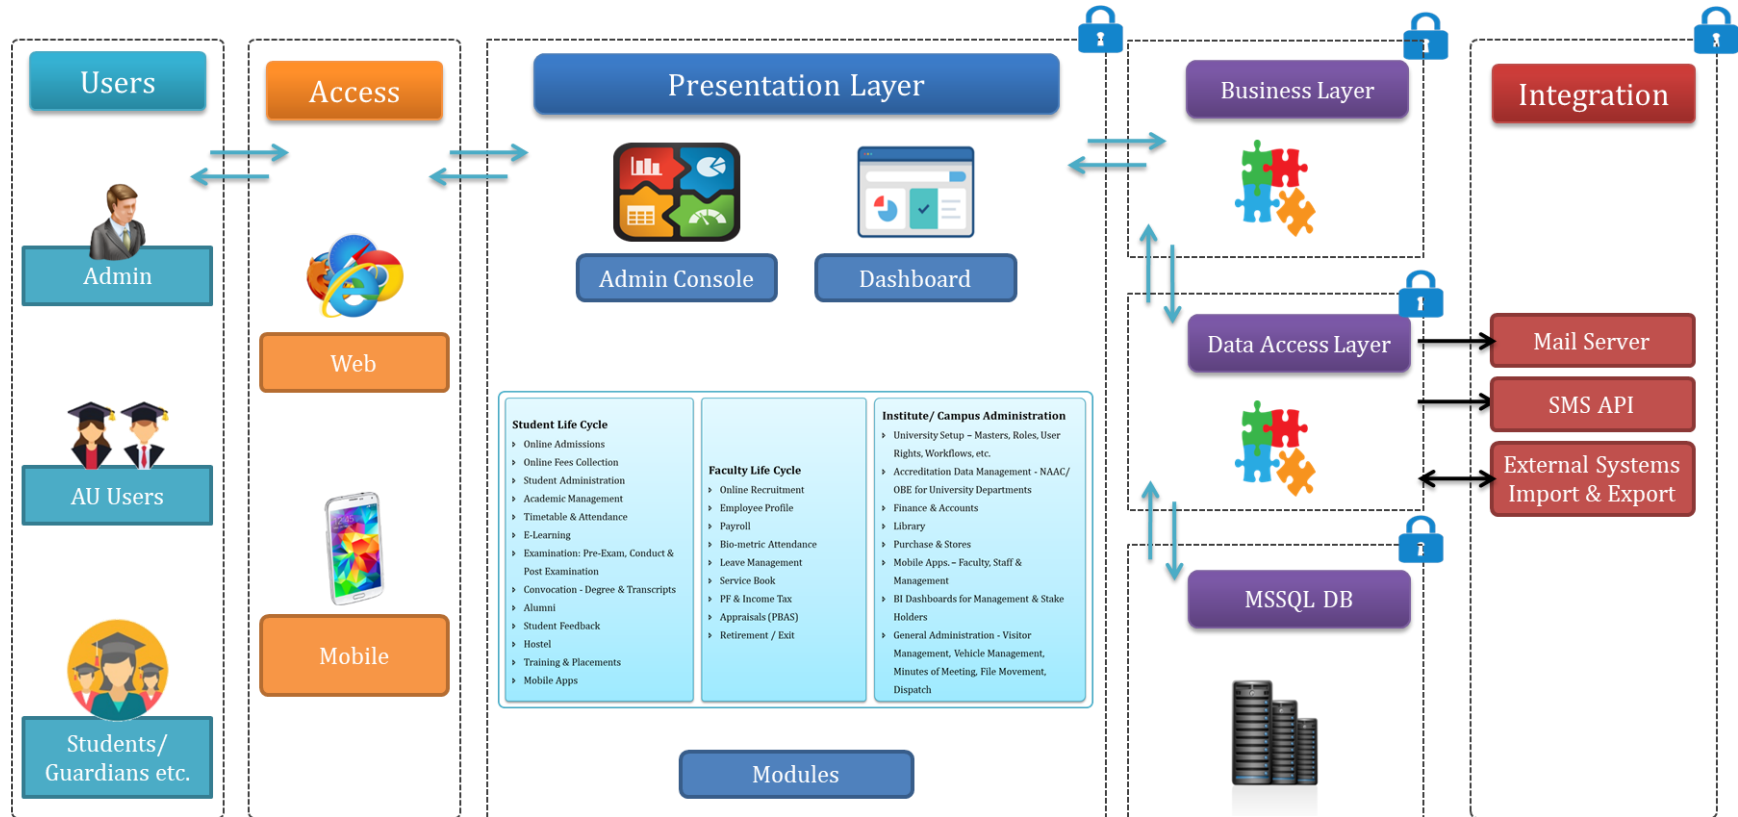 Users
Admin
AU Users
Students/
Guardians etc.
Access
Web
Mobile
Presentation Layer
Admin Console
Dashboard
Student Life Cycle
Online Admissions
Online Fees Collection
Student Administration
Academic Management
Timetable & Attendance
E-Learning
Examination: Pre-Exam, Conduct &
Post Examination
Convocation - Degree & Transcripts
Alumni
Student Feedback
Hostel
Training & Placements
Mobile Apps
Faculty Life Cycle
Online Recruitment
Employee Profile
Payroll
Bio-metric Attendance
Leave Management
Service Book
PF & Income Tax
Appraisals (PBAS)
Retirement / Exit
Institute/ Campus Administration
University Setup – Masters, Roles, User
Rights, Workflows, etc.
Accreditation Data Management - NAAC/
OBE for University Departments
Finance & Accounts
Library
Purchase & Stores
Mobile Apps. – Faculty, Staff &
Management
BI Dashboards for Management & Stake
Holders
General Administration - Visitor
Management, Vehicle Management,
Minutes of Meeting, File Movement,
Dispatch
Modules
Business Layer
Data Access Layer
MSSQL DB
Integration
Mail Server
SMS API
External Systems
Import & Export